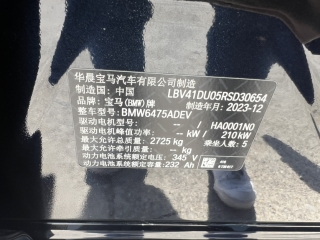 华晨宝马汽车有限公司制造
制造国：中国 LBV41DU05RSD30654
品牌：宝马(BMW)牌 制造年月：2023-12
整车型号：BMW6475ADEV
驱动电机型号：-- / HA0001N0
驱动电机峰值功率：-- kW / 210 kW
最大允许总质量：2725 kg 乘坐人数：5
最大允许牵引质量：-- kg
动力电池系统额定电压：345 V
动力电池系统额定容量：232 Ah